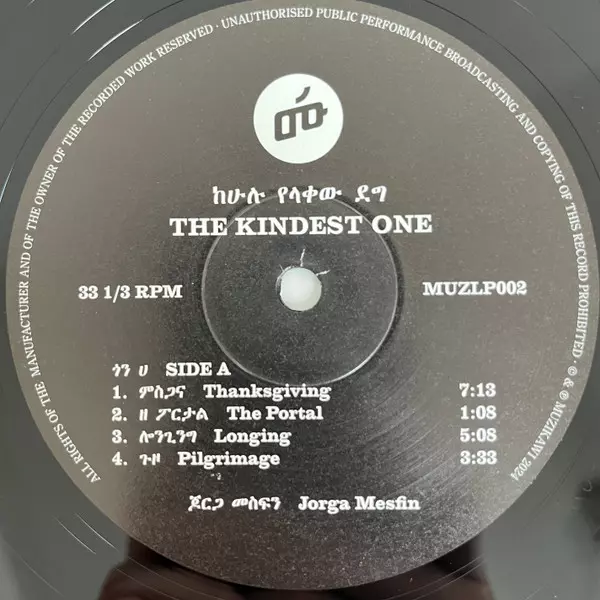 ALL RIGHTS OF THE MANUFACTURER AND OF THE OWNER OF THE RECORDED WORK RESERVED · UNAUTHORISED PUBLIC PERFORMANCE BROADCASTING AND COPYING OF THIS RECORD PROHIBITED · © & ℗ MUZIKAWI 2024
ከሁሉ የላቀው ደግ
THE KINDEST ONE
33 1/3 RPM MUZLP002
ጎን ሀ SIDE A
1. ምስጋና Thanksgiving 7:13
2. ዘ ፖርታል The Portal 1:08
3. ሎንጊንግ Longing 5:08
4. ጉዞ Pilgrimage 3:33
ጆርጋ መስፍን Jorga Mesfin